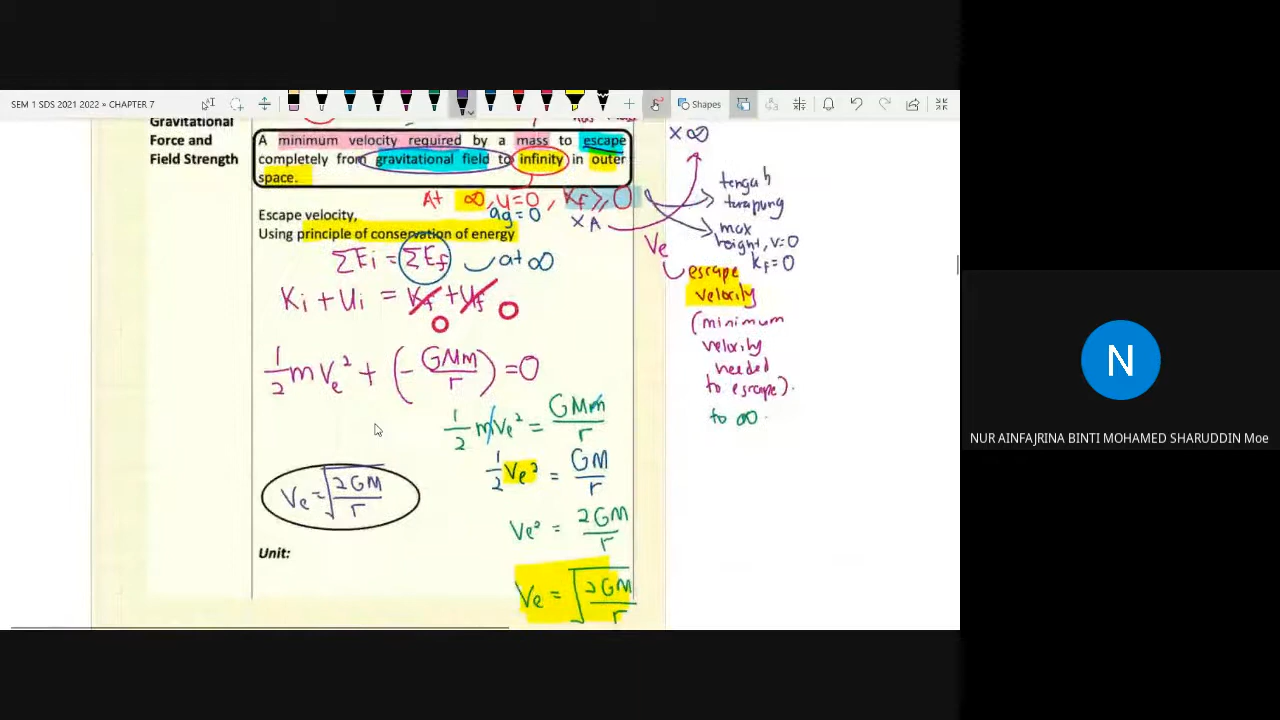 SEM 1 SDS 2021 2022 » CHAPTER 7
Shapes
Gravitational
Force and
Field Strength
A minimum velocity required by a mass to escape
completely from gravitational field to infinity in outer
space.
At ∞, U=0, Kf ≥ 0
ag = 0
× A
× ∞
Escape velocity,
Using principle of conservation of energy
ΣEi = ΣEf at ∞
Ki + Ui = Kf + Uf
0 0
1/2 m Ve² + (- GMm/r) = 0
1/2 m Ve² = GMm/r
1/2 Ve² = GM/r
Ve² = 2GM/r
Ve = √(2GM/r)
Ve = √(2GM/r)
Unit:
tengah
terapung
max
height, v=0
Kf = 0
Ve
escape
velocity
(minimum
velocity
needed
to escape).
to ∞.
N
NUR AINFAJRINA BINTI MOHAMED SHARUDDIN Moe